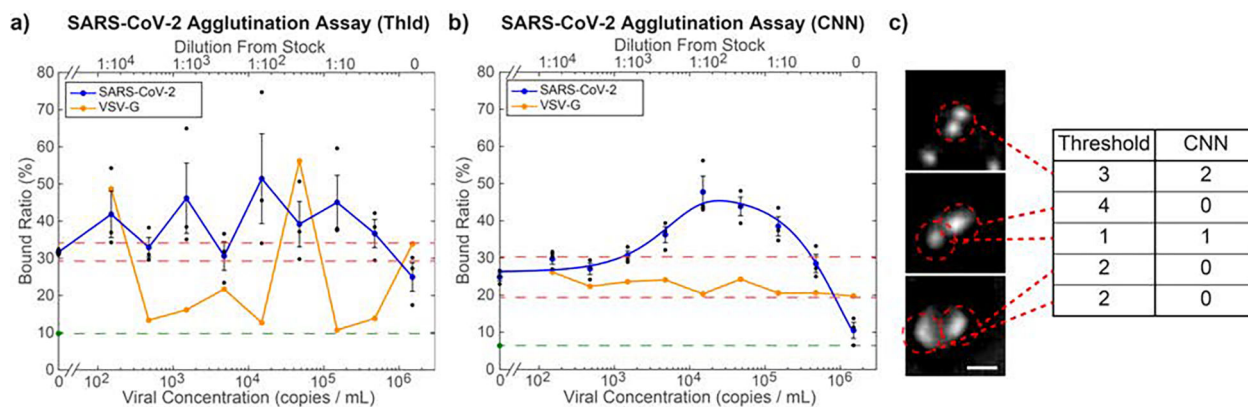 a)
SARS-CoV-2 Agglutination Assay (Thld)
Dilution From Stock
1:10⁴ 1:10³ 1:10² 1:10 0
80
70
60
50
40
30
20
10
0
Bound Ratio (%)
SARS-CoV-2
VSV-G
0 10² 10³ 10⁴ 10⁵ 10⁶
Viral Concentration (copies / mL)
b)
SARS-CoV-2 Agglutination Assay (CNN)
Dilution From Stock
1:10⁴ 1:10³ 1:10² 1:10 0
80
70
60
50
40
30
20
10
0
Bound Ratio (%)
SARS-CoV-2
VSV-G
0 10² 10³ 10⁴ 10⁵ 10⁶
Viral Concentration (copies / mL)
c)
Threshold CNN
3 2
4 0
1 1
2 0
2 0